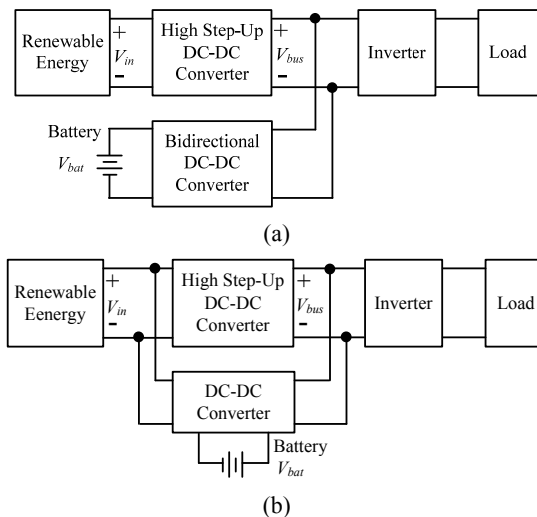 Renewable
Energy
+
V_in
-
High Step-Up
DC-DC
Converter
+
V_bus
-
Inverter
Load
Battery
V_bat
Bidirectional
DC-DC
Converter
(a)
Renewable
Eenergy
+
V_in
-
High Step-Up
DC-DC
Converter
+
V_bus
-
Inverter
Load
DC-DC
Converter
Battery
V_bat
(b)